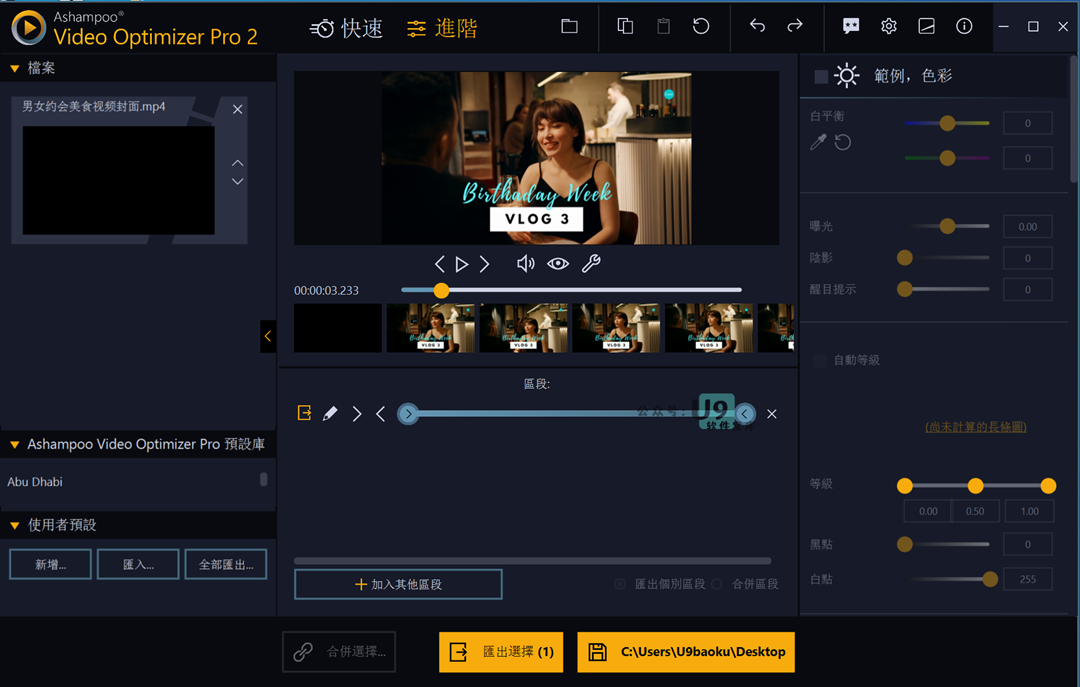 Ashampoo®
Video Optimizer Pro 2
快速
進階
檔案
男女约会美食视频封面.mp4
Birthaday Week
VLOG 3
00:00:03.233
區段:
公众号:
U9
软件
加入其他區段
匯出個別區段
合併區段
Ashampoo Video Optimizer Pro 預設庫
Abu Dhabi
使用者預設
新增...
匯入...
全部匯出...
範例，色彩
白平衡
0
0
曝光
0.00
陰影
0
醒目提示
0
自動等級
(尚未計算的長條圖)
等級
0.00
0.50
1.00
黑點
0
白點
255
合併選擇...
匯出選擇 (1)
C:\Users\U9baoku\Desktop